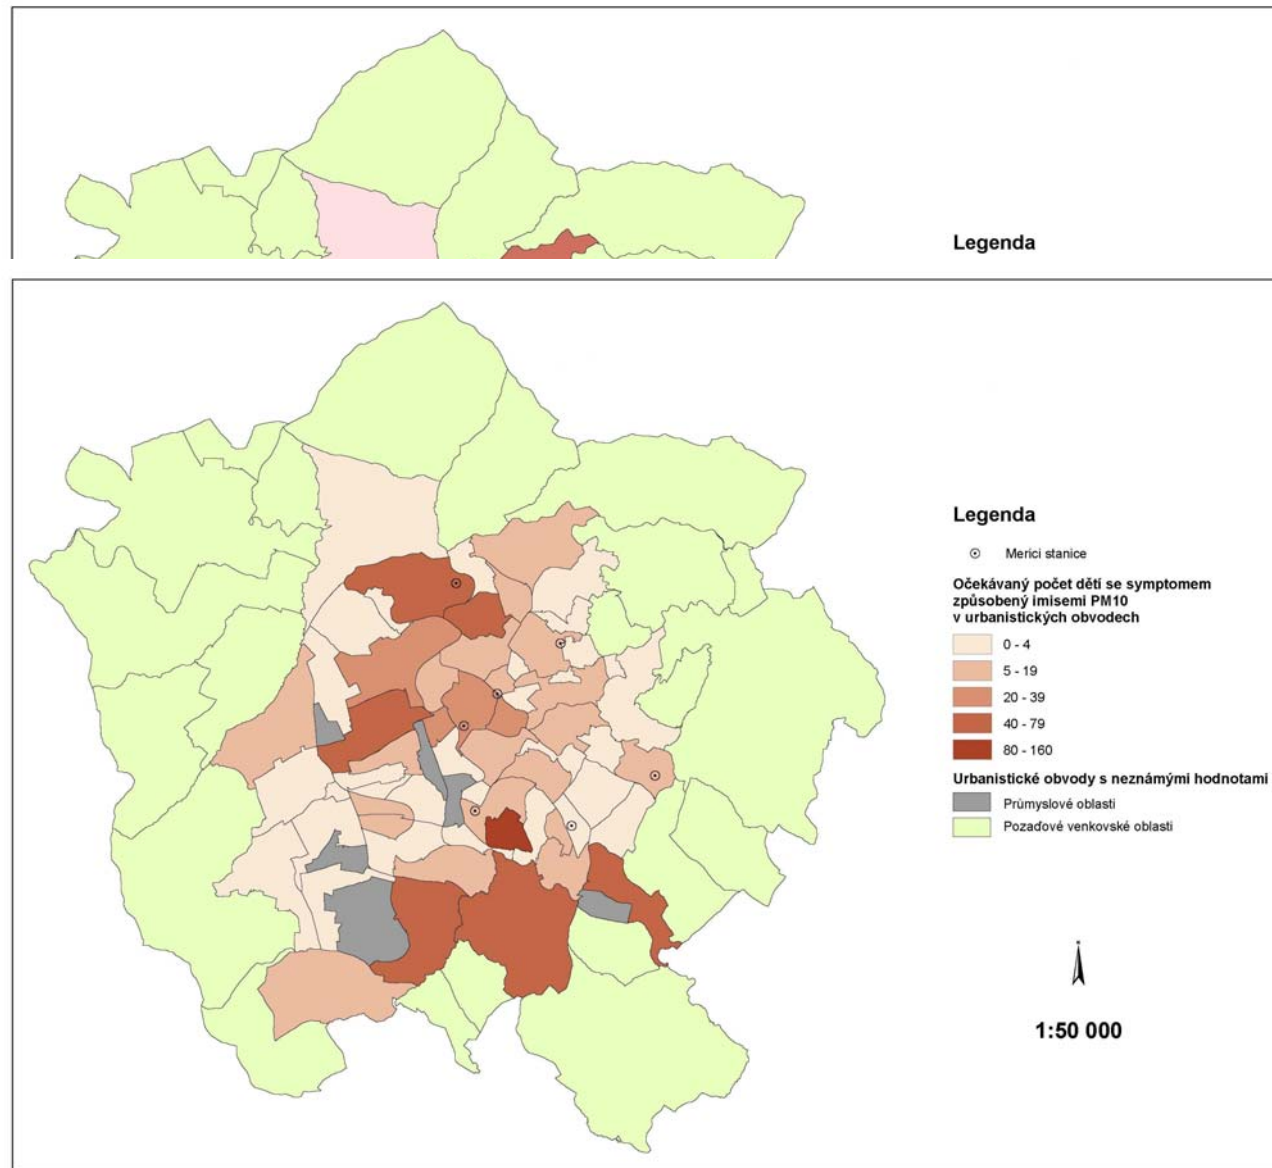 Legenda
Legenda
Merici stanice
Očekávaný počet dětí se symptomem
způsobený imisemi PM10
v urbanistických obvodech
0 - 4
5 - 19
20 - 39
40 - 79
80 - 160
Urbanistické obvody s neznámými hodnotami
Průmyslové oblasti
Pozaďové venkovské oblasti
1:50 000